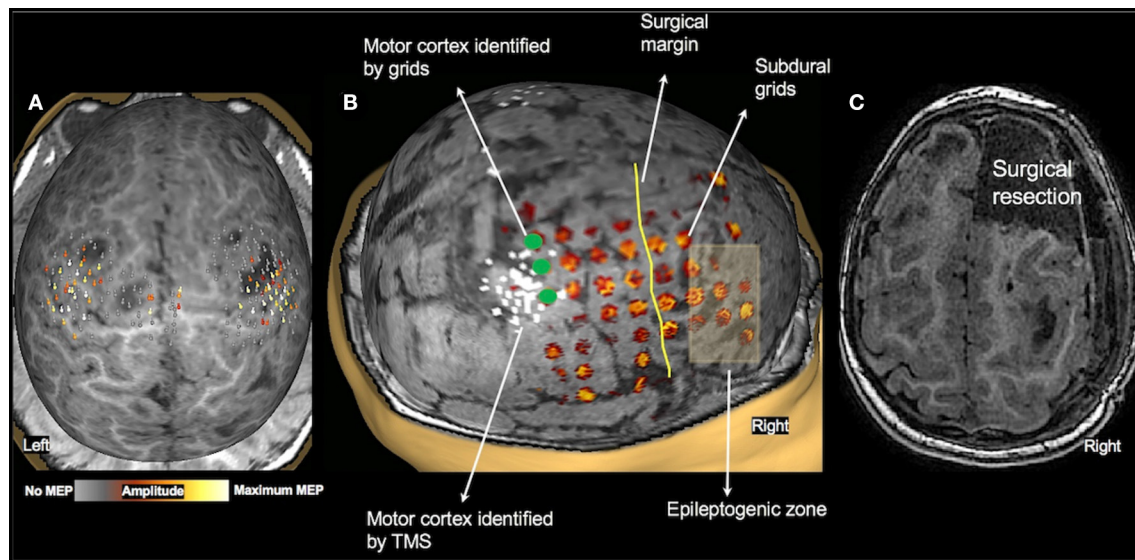 A
Left
No MEP
Amplitude
Maximum MEP
B
Motor cortex identified
by grids
Surgical
margin
Subdural
grids
Right
Motor cortex identified
by TMS
Epileptogenic zone
C
Surgical
resection
Right